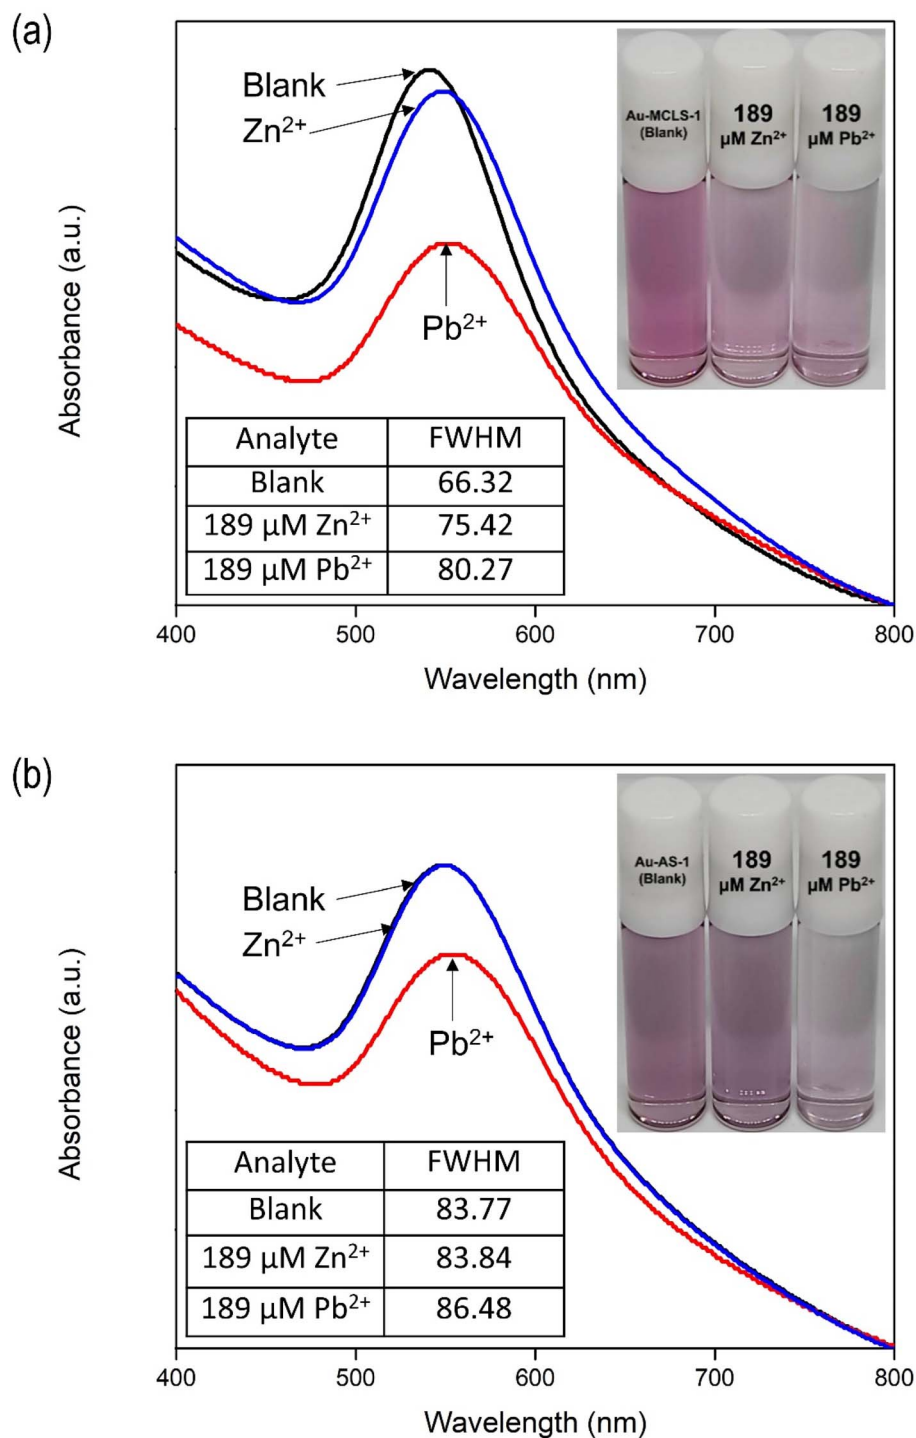 (a)
Blank
Zn²⁺
Pb²⁺
Au-MCLS-1
(Blank)
189
µM Zn²⁺
189
µM Pb²⁺
Absorbance (a.u.)
Analyte FWHM
Blank 66.32
189 µM Zn²⁺ 75.42
189 µM Pb²⁺ 80.27
400 500 600 700 800
Wavelength (nm)
(b)
Blank
Zn²⁺
Pb²⁺
Au-AS-1
(Blank)
189
µM Zn²⁺
189
µM Pb²⁺
Absorbance (a.u.)
Analyte FWHM
Blank 83.77
189 µM Zn²⁺ 83.84
189 µM Pb²⁺ 86.48
400 500 600 700 800
Wavelength (nm)